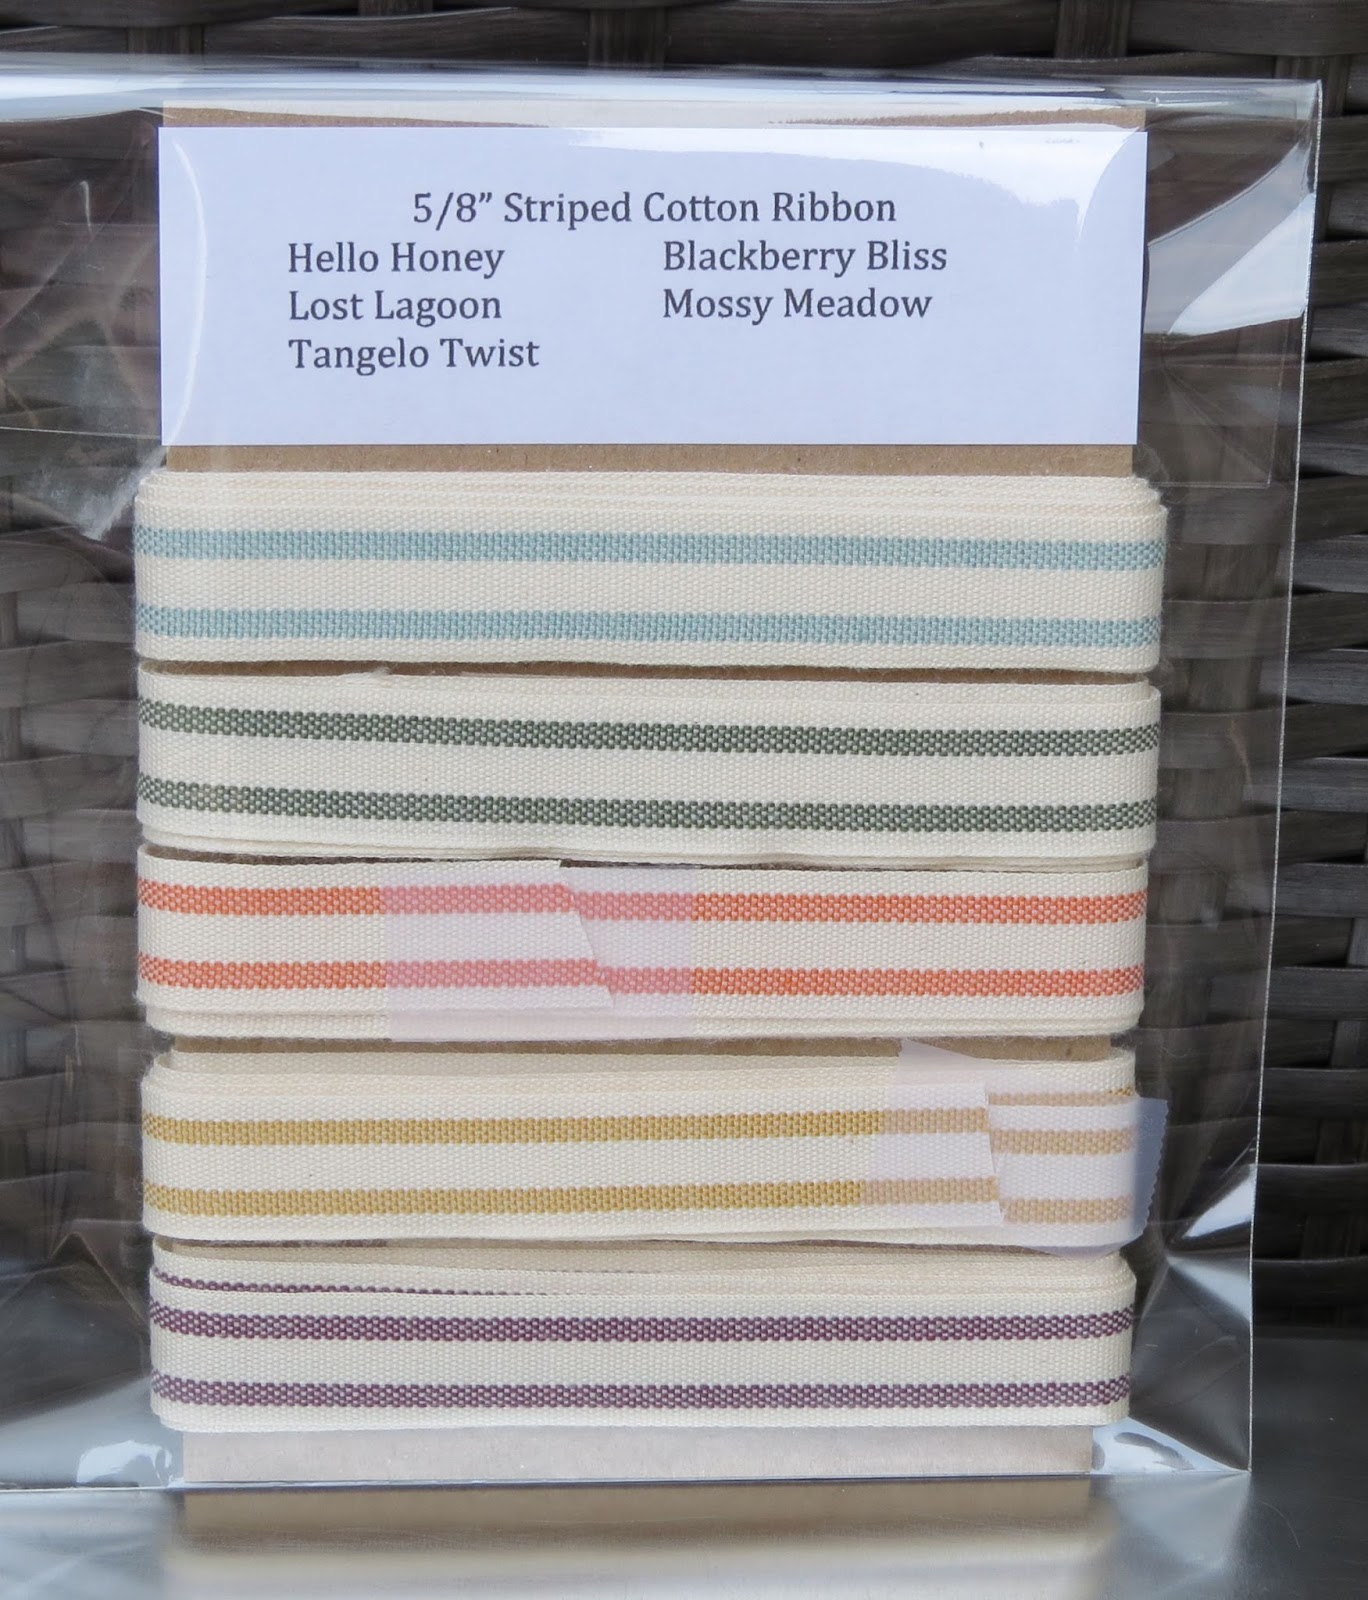 5/8” Striped Cotton Ribbon
Hello Honey Blackberry Bliss
Lost Lagoon Mossy Meadow
Tangelo Twist